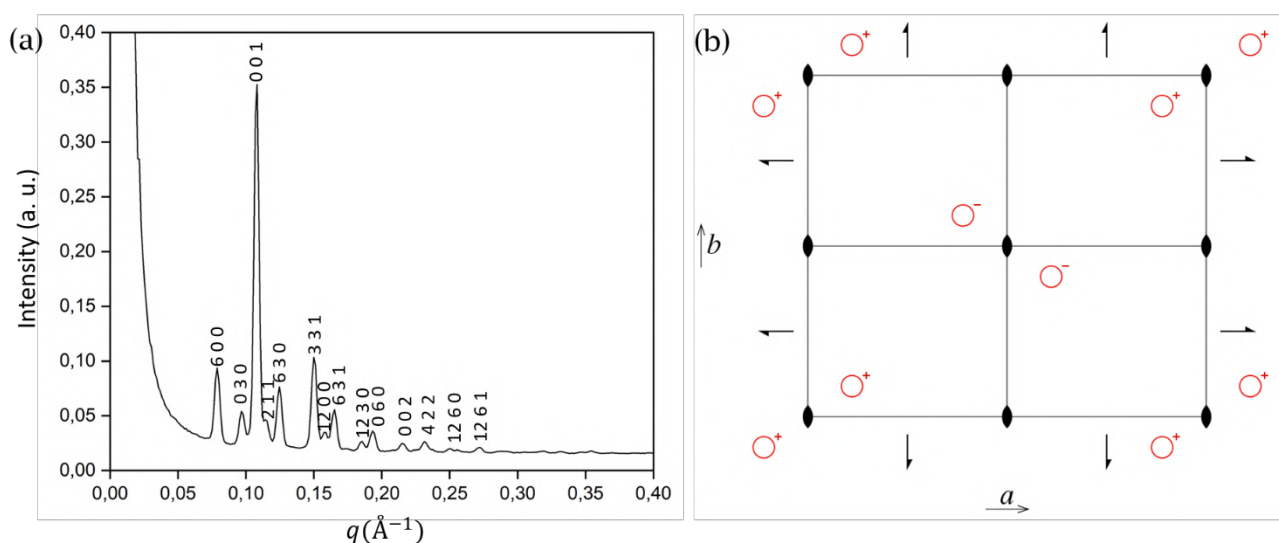 (a)
0,40
0,35
0,30
0,25
0,20
0,15
0,10
0,05
0,00
Intensity (a. u.)
6 0 0
0 3 0
0 0 1
2 1 1
6 3 0
3 3 1
12 0 0
6 3 1
12 3 0
0 6 0
0 0 2
4 2 2
12 6 0
12 6 1
0,00 0,05 0,10 0,15 0,20 0,25 0,30 0,35 0,40
q(Å⁻¹)
(b)
+ +
+ +
−
b
−
+ +
+ +
a